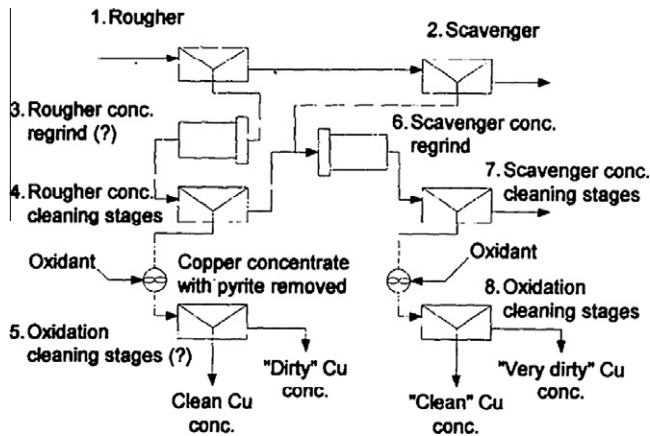 1. Rougher
2. Scavenger
3. Rougher conc.
regrind (?)
6. Scavenger conc.
regrind
4. Rougher conc.
cleaning stages
7. Scavenger conc.
cleaning stages
Oxidant
Copper concentrate
with pyrite removed
Oxidant
8. Oxidation
cleaning stages
5. Oxidation
cleaning stages (?)
"Dirty" Cu
conc.
"Very dirty" Cu
conc.
Clean Cu
conc.
"Clean" Cu
conc.